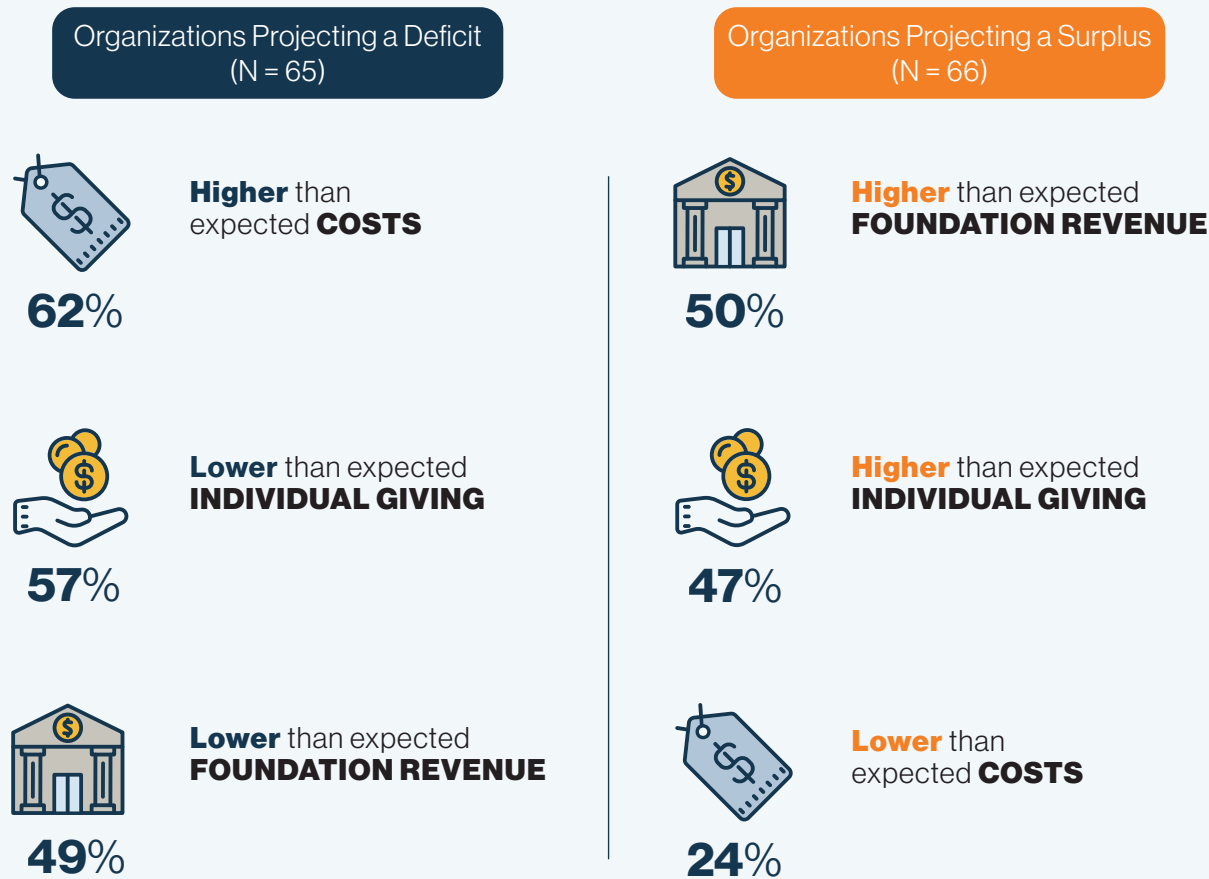 Organizations Projecting a Deficit
(N = 65)
Higher than
expected COSTS
62%
Lower than expected
INDIVIDUAL GIVING
57%
Lower than expected
FOUNDATION REVENUE
49%
Organizations Projecting a Surplus
(N = 66)
Higher than expected
FOUNDATION REVENUE
50%
Higher than expected
INDIVIDUAL GIVING
47%
Lower than
expected COSTS
24%